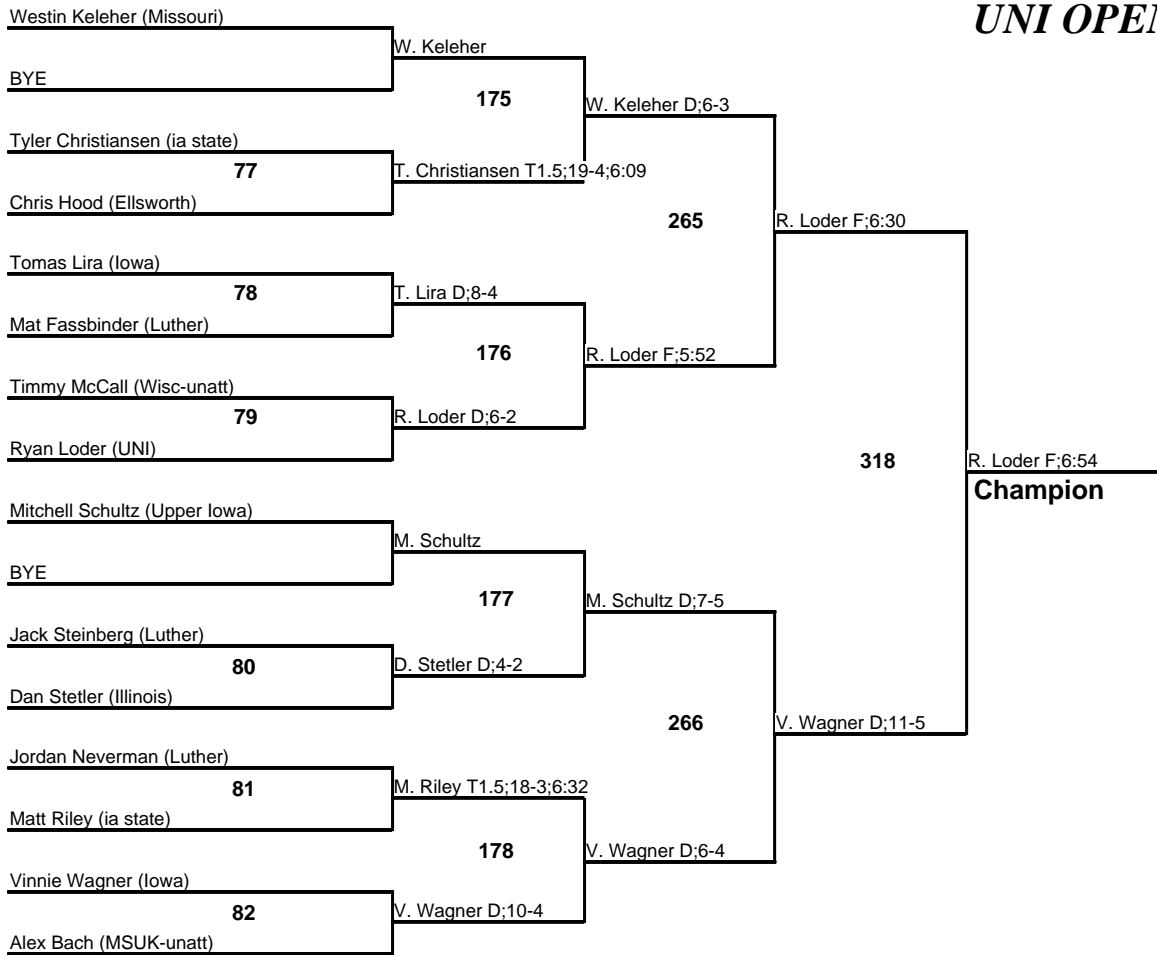 UNI OPEN
Westin Keleher (Missouri)
W. Keleher
BYE
175
W. Keleher D;6-3
Tyler Christiansen (ia state)
77
T. Christiansen T1.5;19-4;6:09
Chris Hood (Ellsworth)
265
R. Loder F;6:30
Tomas Lira (Iowa)
78
T. Lira D;8-4
Mat Fassbinder (Luther)
176
R. Loder F;5:52
Timmy McCall (Wisc-unatt)
79
R. Loder D;6-2
Ryan Loder (UNI)
318
R. Loder F;6:54
Champion
Mitchell Schultz (Upper Iowa)
M. Schultz
BYE
177
M. Schultz D;7-5
Jack Steinberg (Luther)
80
D. Stetler D;4-2
Dan Stetler (Illinois)
266
V. Wagner D;11-5
Jordan Neverman (Luther)
81
M. Riley T1.5;18-3;6:32
Matt Riley (ia state)
178
V. Wagner D;6-4
Vinnie Wagner (Iowa)
82
V. Wagner D;10-4
Alex Bach (MSUK-unatt)